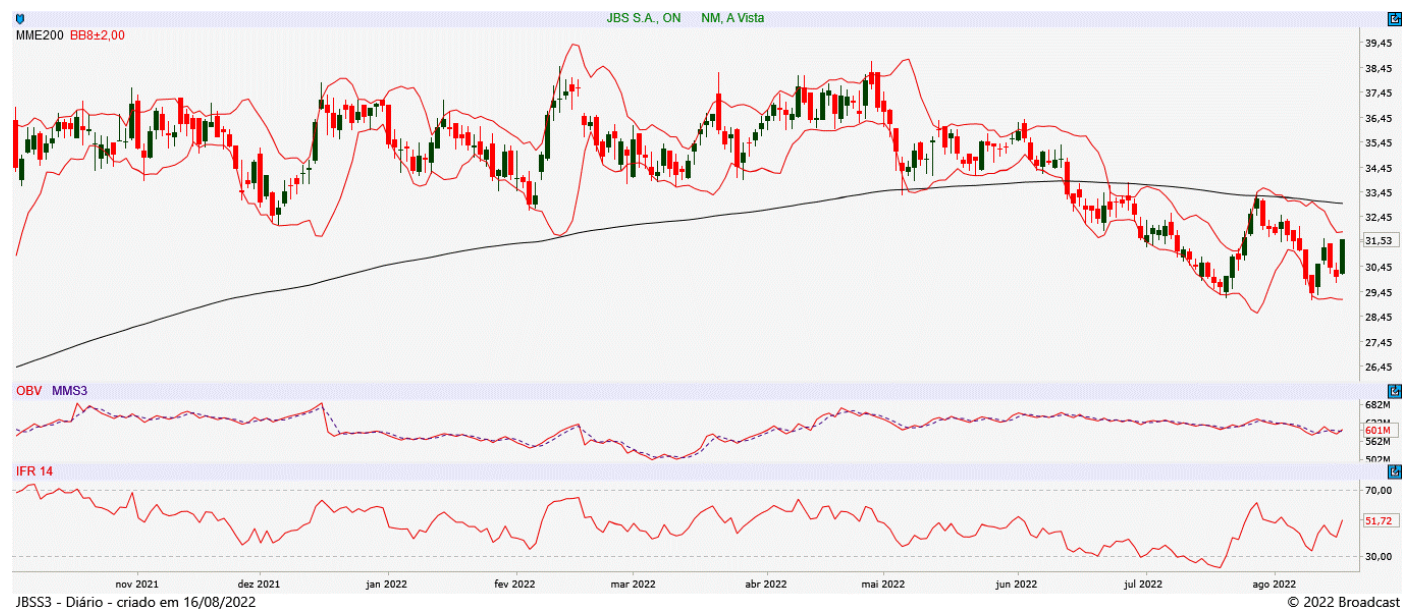 JBS S.A., ON NM, A Vista
MME200 BB8±2,00
39,45
38,45
37,45
36,45
35,45
34,45
33,45
32,45
31,53
30,45
29,45
28,45
27,45
26,45
OBV MMS3
682M
601M
562M
502M
IFR 14
70,00
51,72
30,00
nov 2021 dez 2021 jan 2022 fev 2022 mar 2022 abr 2022 mai 2022 jun 2022 jul 2022 ago 2022
JBSS3 - Diário - criado em 16/08/2022 © 2022 Broadcast